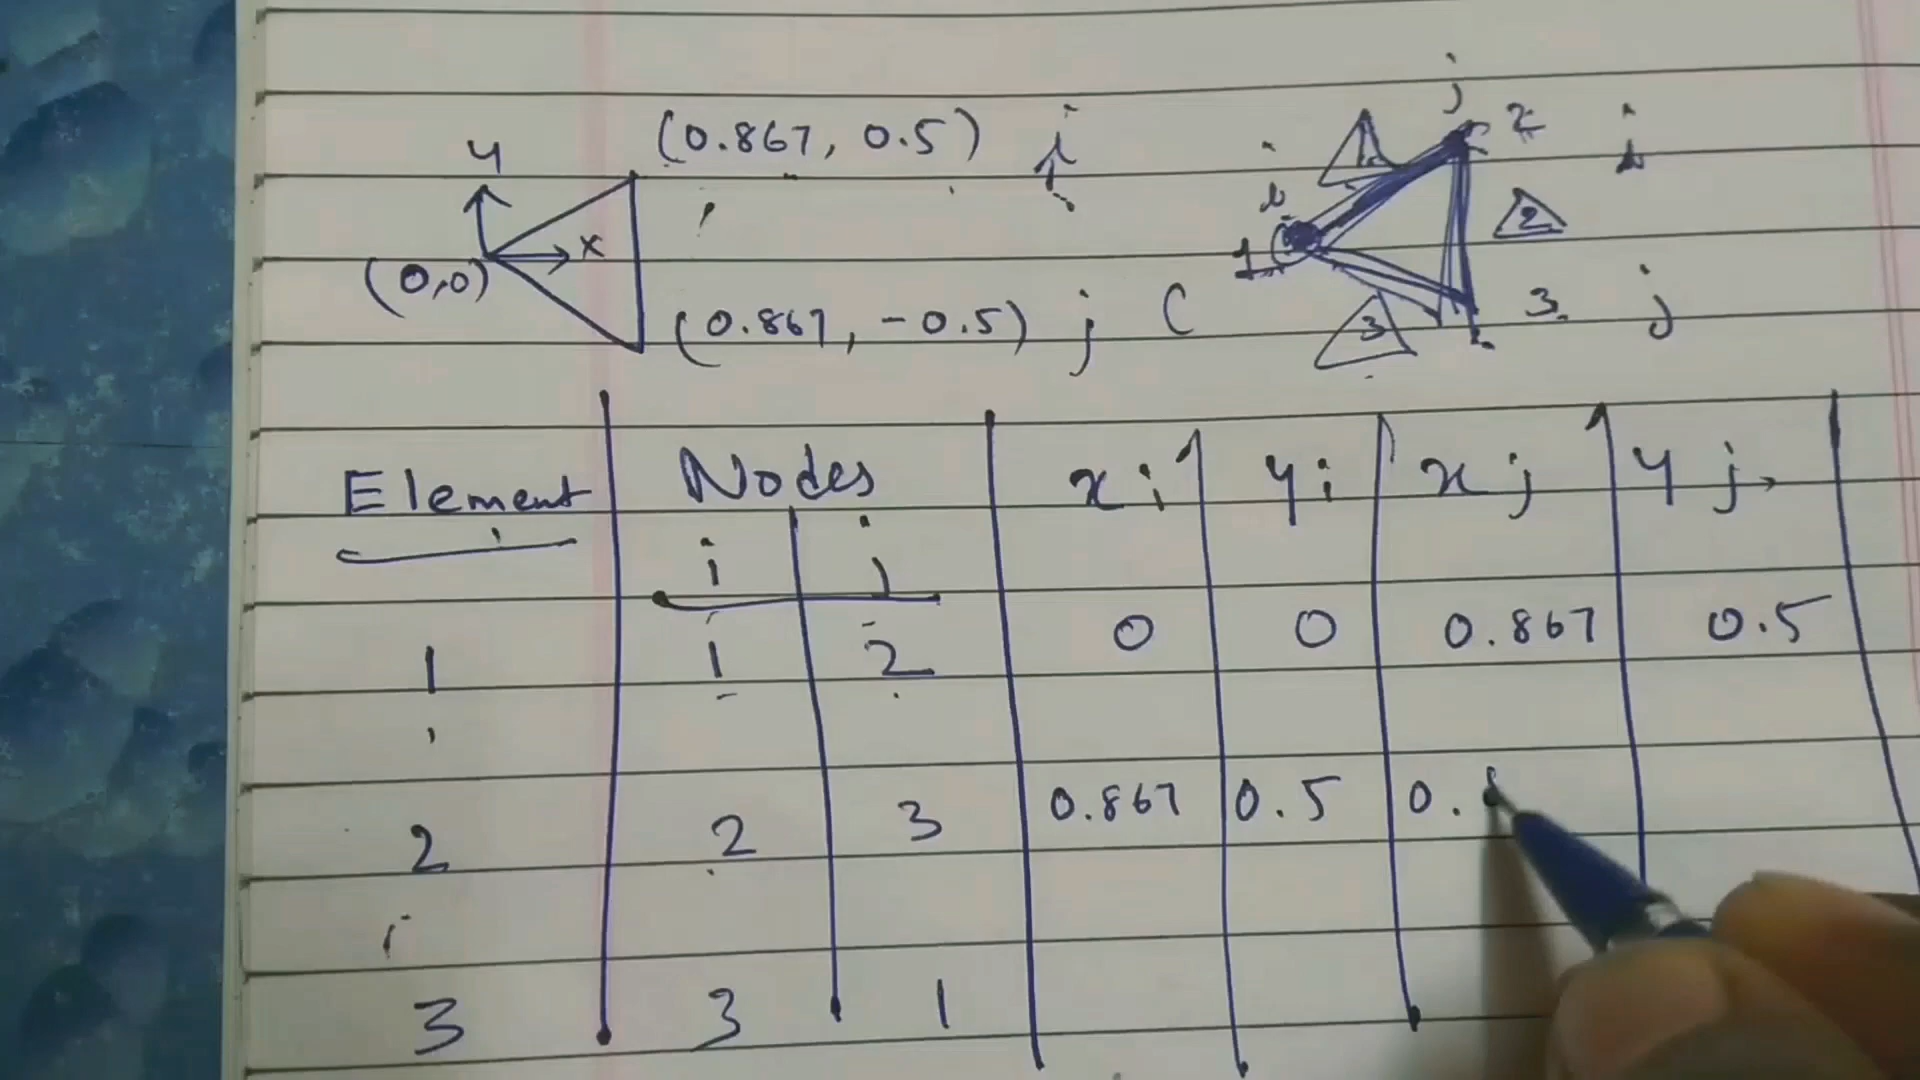 (0.867, 0.5) i
y
x
(0,0)
(0.867, -0.5) j
j
1 2 i
i
1 2
3 3 j
Element Nodes xi yi xj yj
i j
1 1 2 0 0 0.867 0.5
2 2 3 0.867 0.5 0.
3 3 1